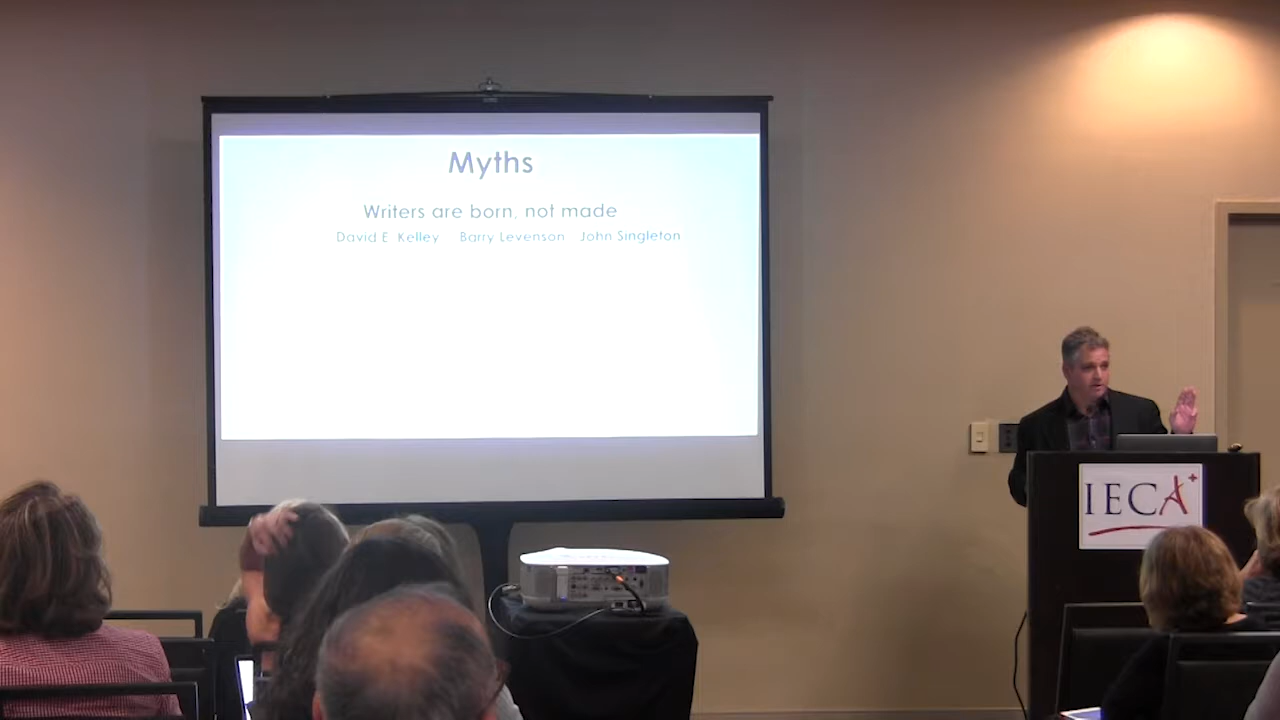 Myths
Writers are born, not made
David E. Kelley Barry Levenson John Singleton
IECA+